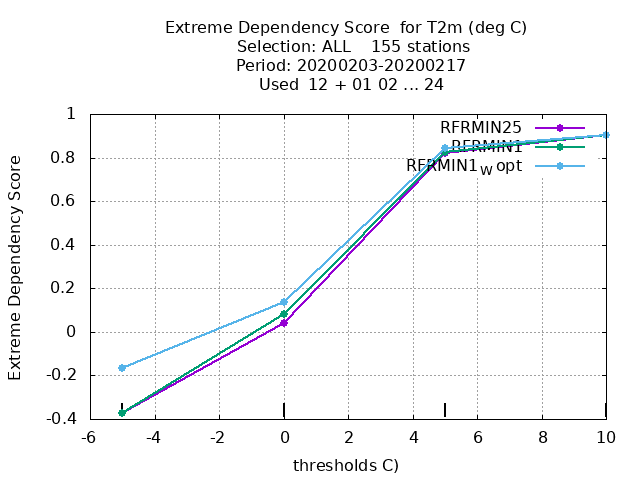 Extreme Dependency Score  for T2m (deg C)
Selection: ALL    155 stations
Period: 20200203-20200217
Used  12 + 01 02 ... 24
RFRMIN25
RFRMIN1
RFRMIN1W opt
Extreme Dependency Score
1
0.8
0.6
0.4
0.2
0
-0.2
-0.4
-6 -4 -2 0 2 4 6 8 10
thresholds C)